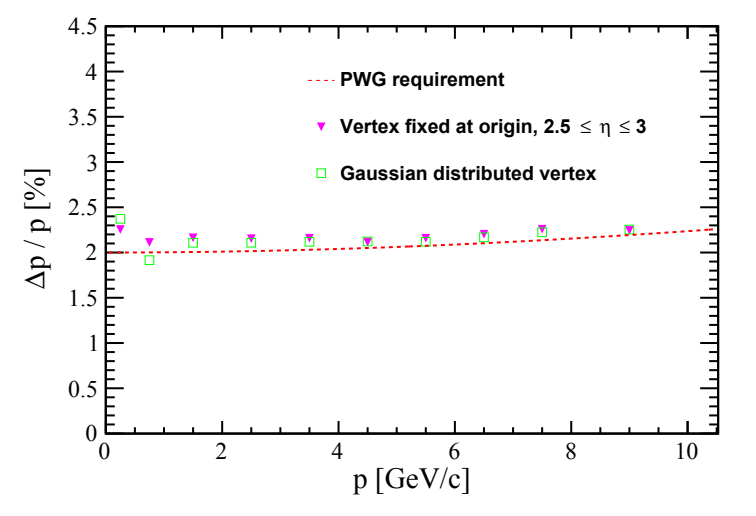 4.5
4
3.5
3
2.5
2
1.5
1
0.5
0
Δp / p [%]
PWG requirement
Vertex fixed at origin, 2.5 ≤ η ≤ 3
Gaussian distributed vertex
0 2 4 6 8 10
p [GeV/c]